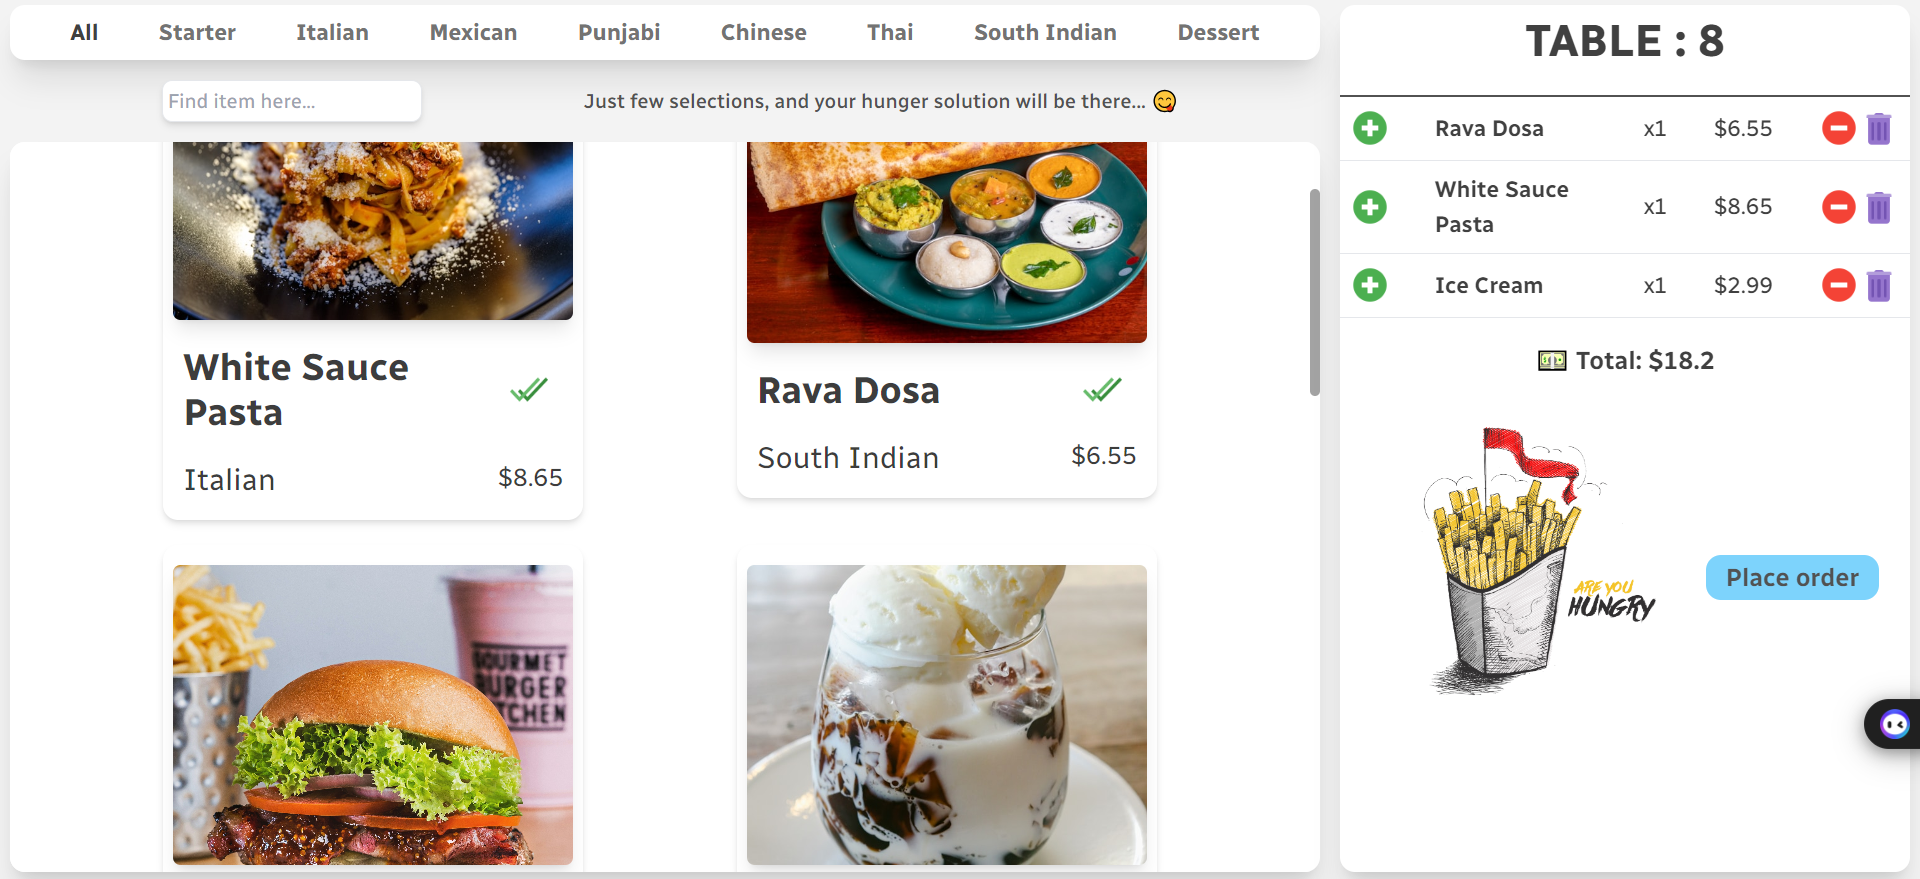 All Starter Italian Mexican Punjabi Chinese Thai South Indian Dessert
Find item here...
Just few selections, and your hunger solution will be there... 😋
White Sauce
Pasta
Italian
$8.65
Rava Dosa
South Indian
$6.55
GOURMET
BURGER
KITCHEN
TABLE : 8
Rava Dosa x1 $6.55
White Sauce
Pasta
x1 $8.65
Ice Cream x1 $2.99
💵 Total: $18.2
ARE YOU
HUNGRY
Place order